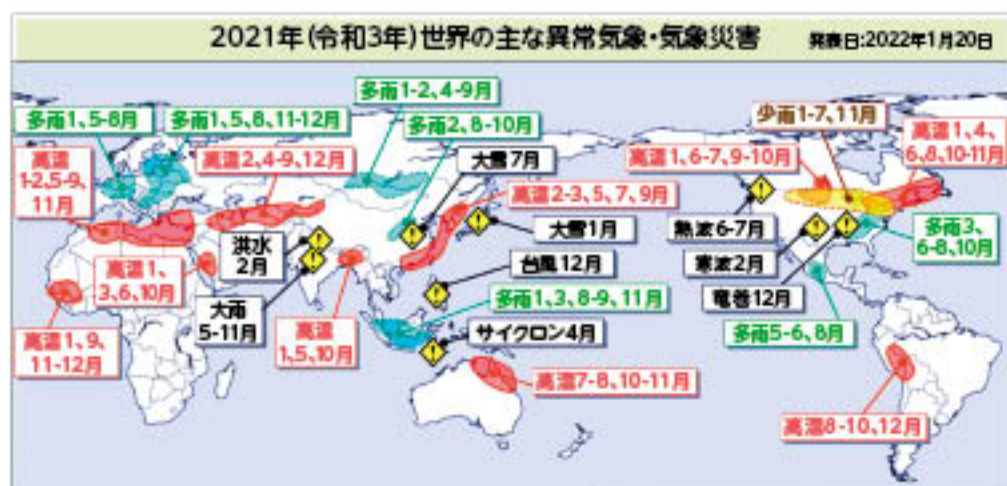 2021年(令和3年)世界の主な異常気象・気象災害
発表日:2022年1月20日
多雨1-2、4-9月
多雨1、5-8月
多雨1、5、8、11-12月
多雨2、8-10月
少雨1-7、11月
高温1、4、
6、8、10-11月
高温
1-2、5-9、
11月
高温2、4-9、12月
大雪7月
高温2-3、5、7、9月
高温1、6-7、9-10月
洪水
2月
大雪1月
熱波6-7月
多雨3、
6-8、10月
高温1、
3、6、10月
台風12月
寒波2月
大雨
5-11月
多雨1、3、8-9、11月
竜巻12月
高温1、9、
11-12月
高温
1、5、10月
サイクロン4月
多雨5-6、8月
高温7-8、10-11月
高温8-10、12月